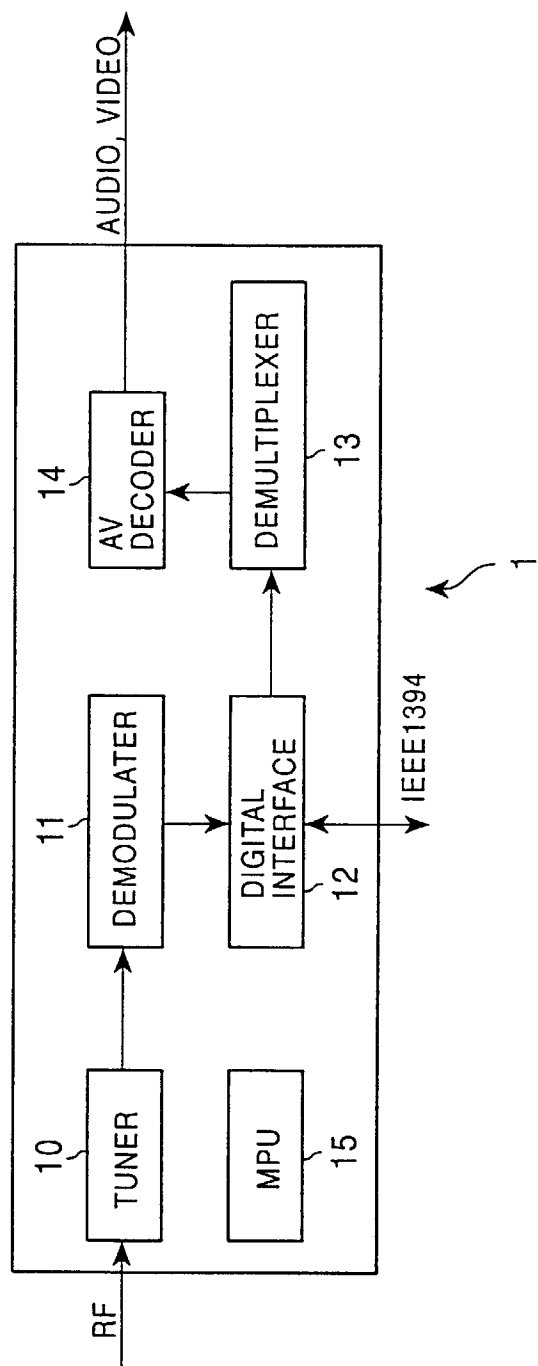 RF
10
TUNER
11
DEMODULATER
14
AV
DECODER
AUDIO, VIDEO
MPU
15
DIGITAL
INTERFACE
12
DEMULTIPLEXER
13
IEEE1394
1